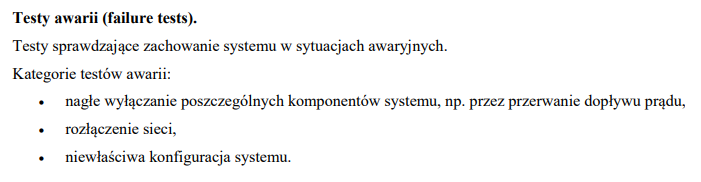 Testy awarii (failure tests).
Testy sprawdzające zachowanie systemu w sytuacjach awaryjnych.
Kategorie testów awarii:
• nagłe wyłączanie poszczególnych komponentów systemu, np. przez przerwanie dopływu prądu,
• rozłączenie sieci,
• niewłaściwa konfiguracja systemu.